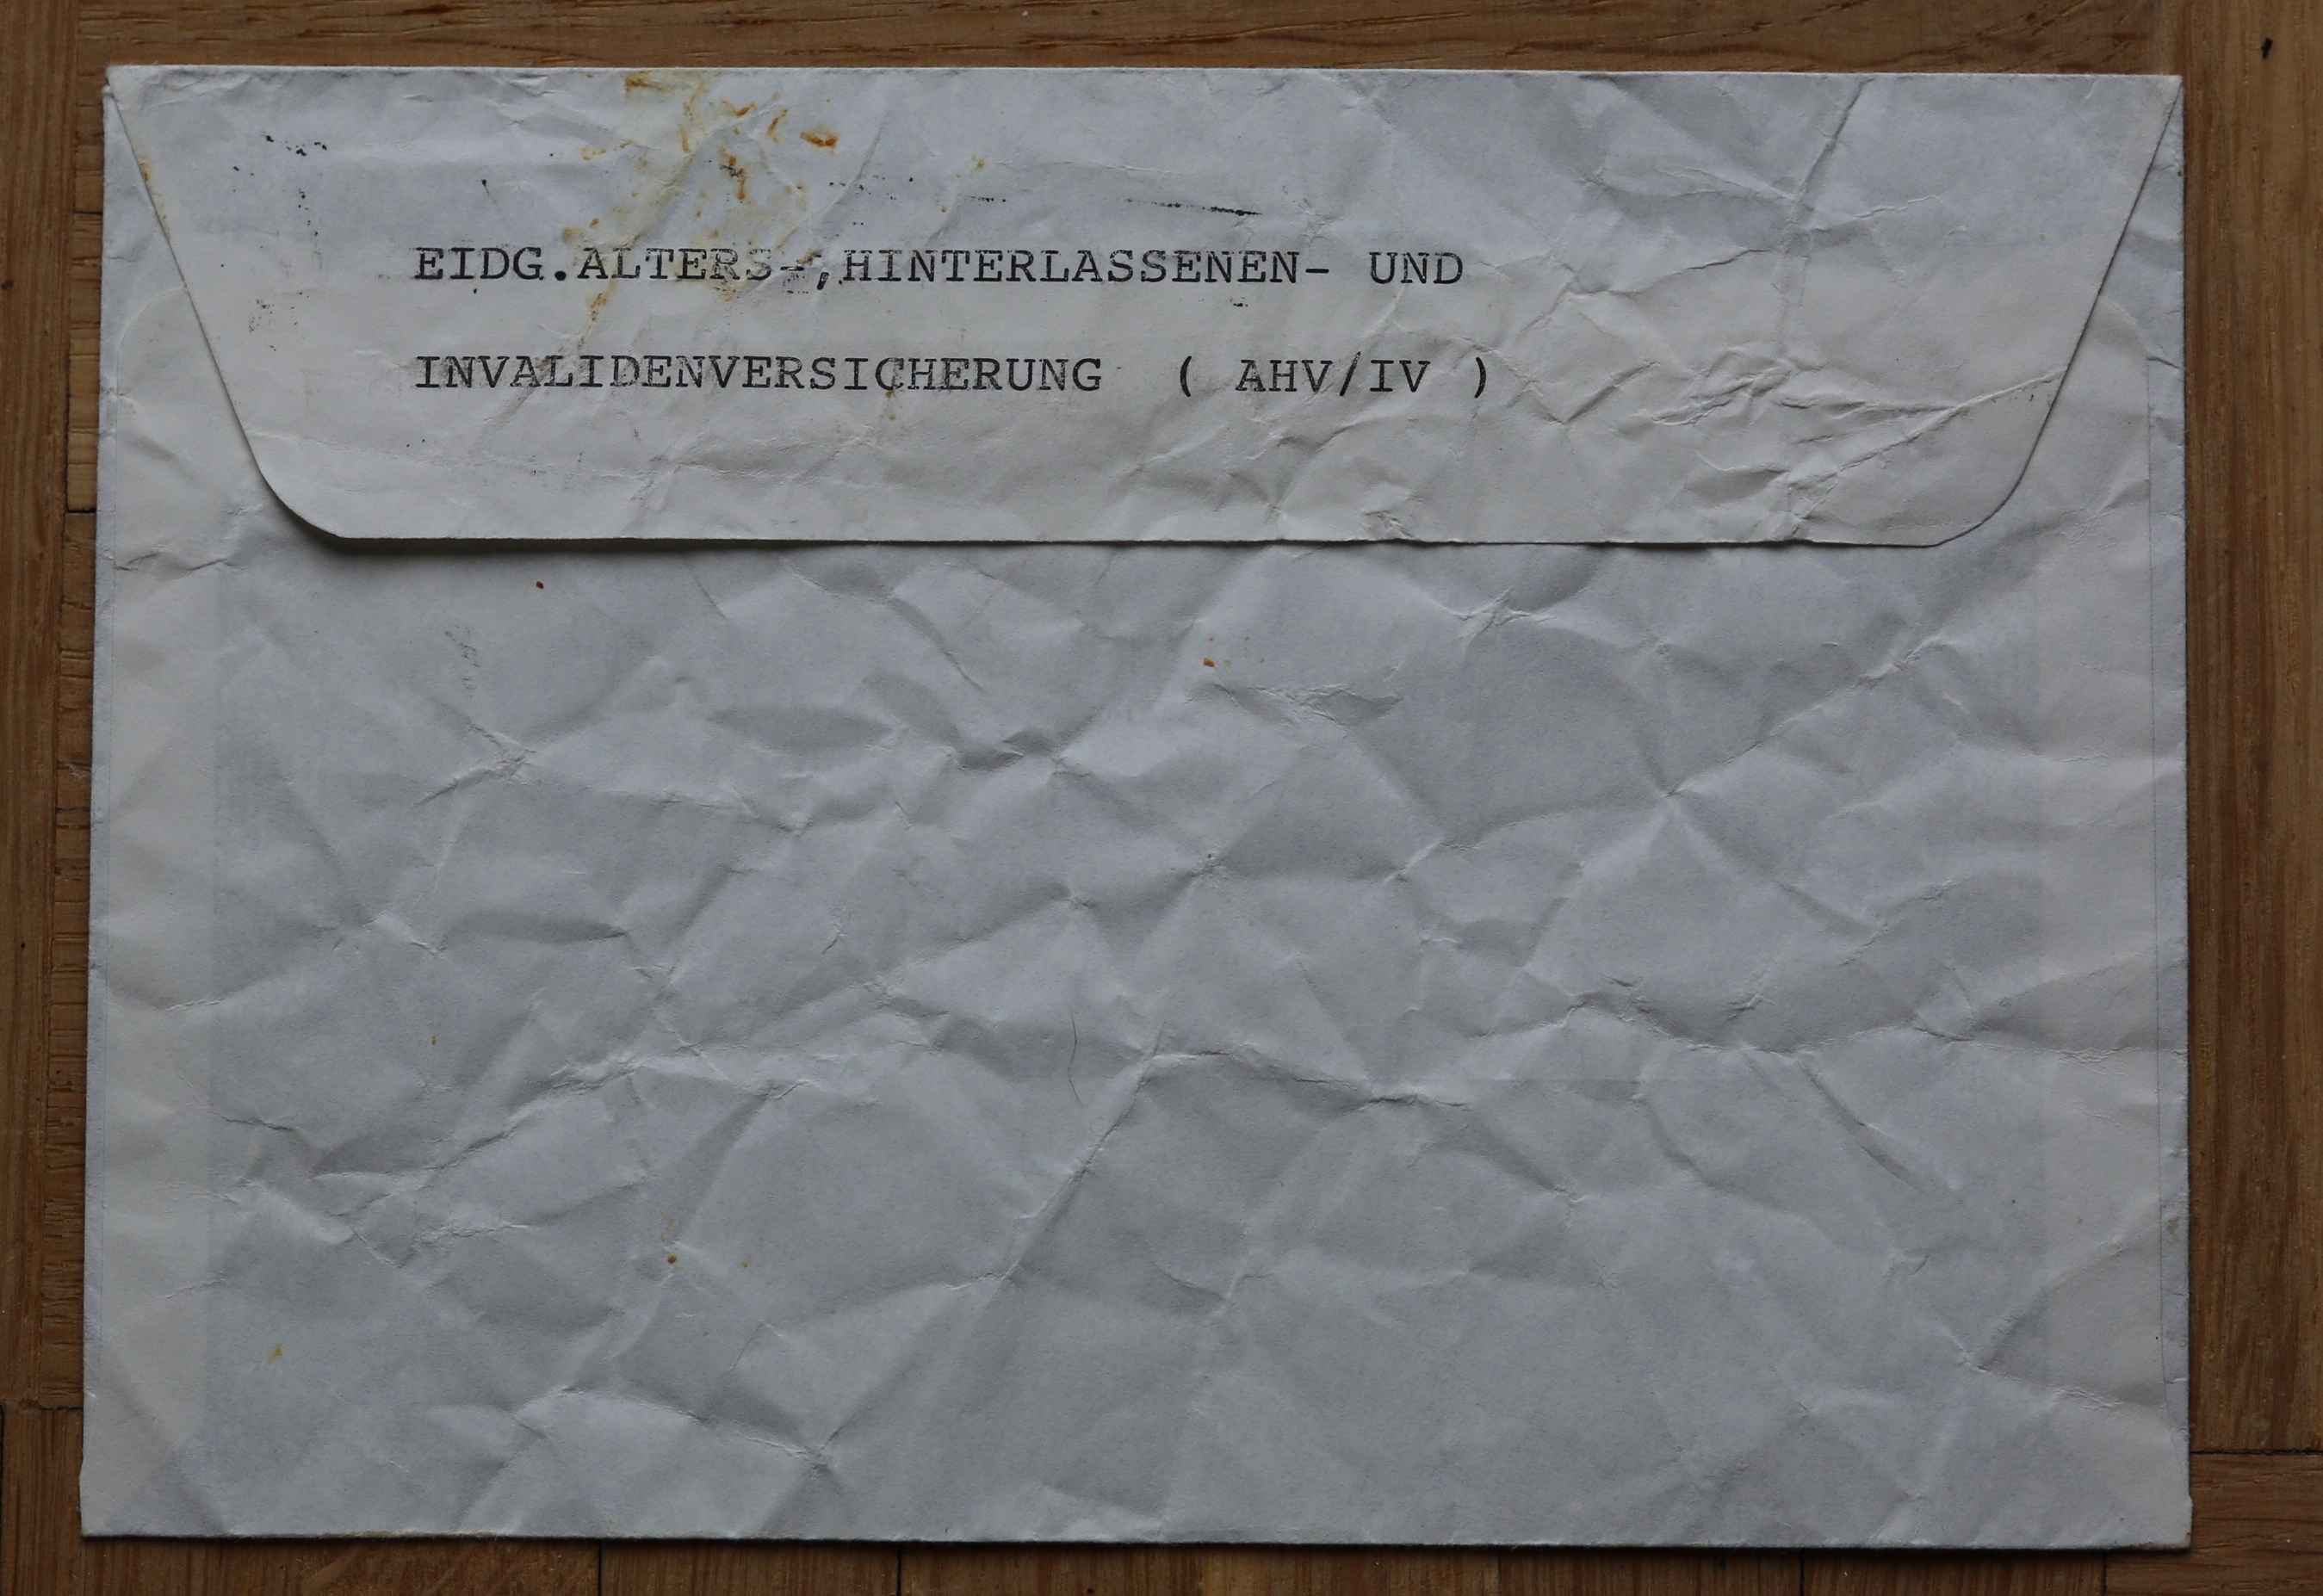 EIDG.ALTERS-,HINTERLASSENEN- UND
INVALIDENVERSICHERUNG ( AHV/IV )